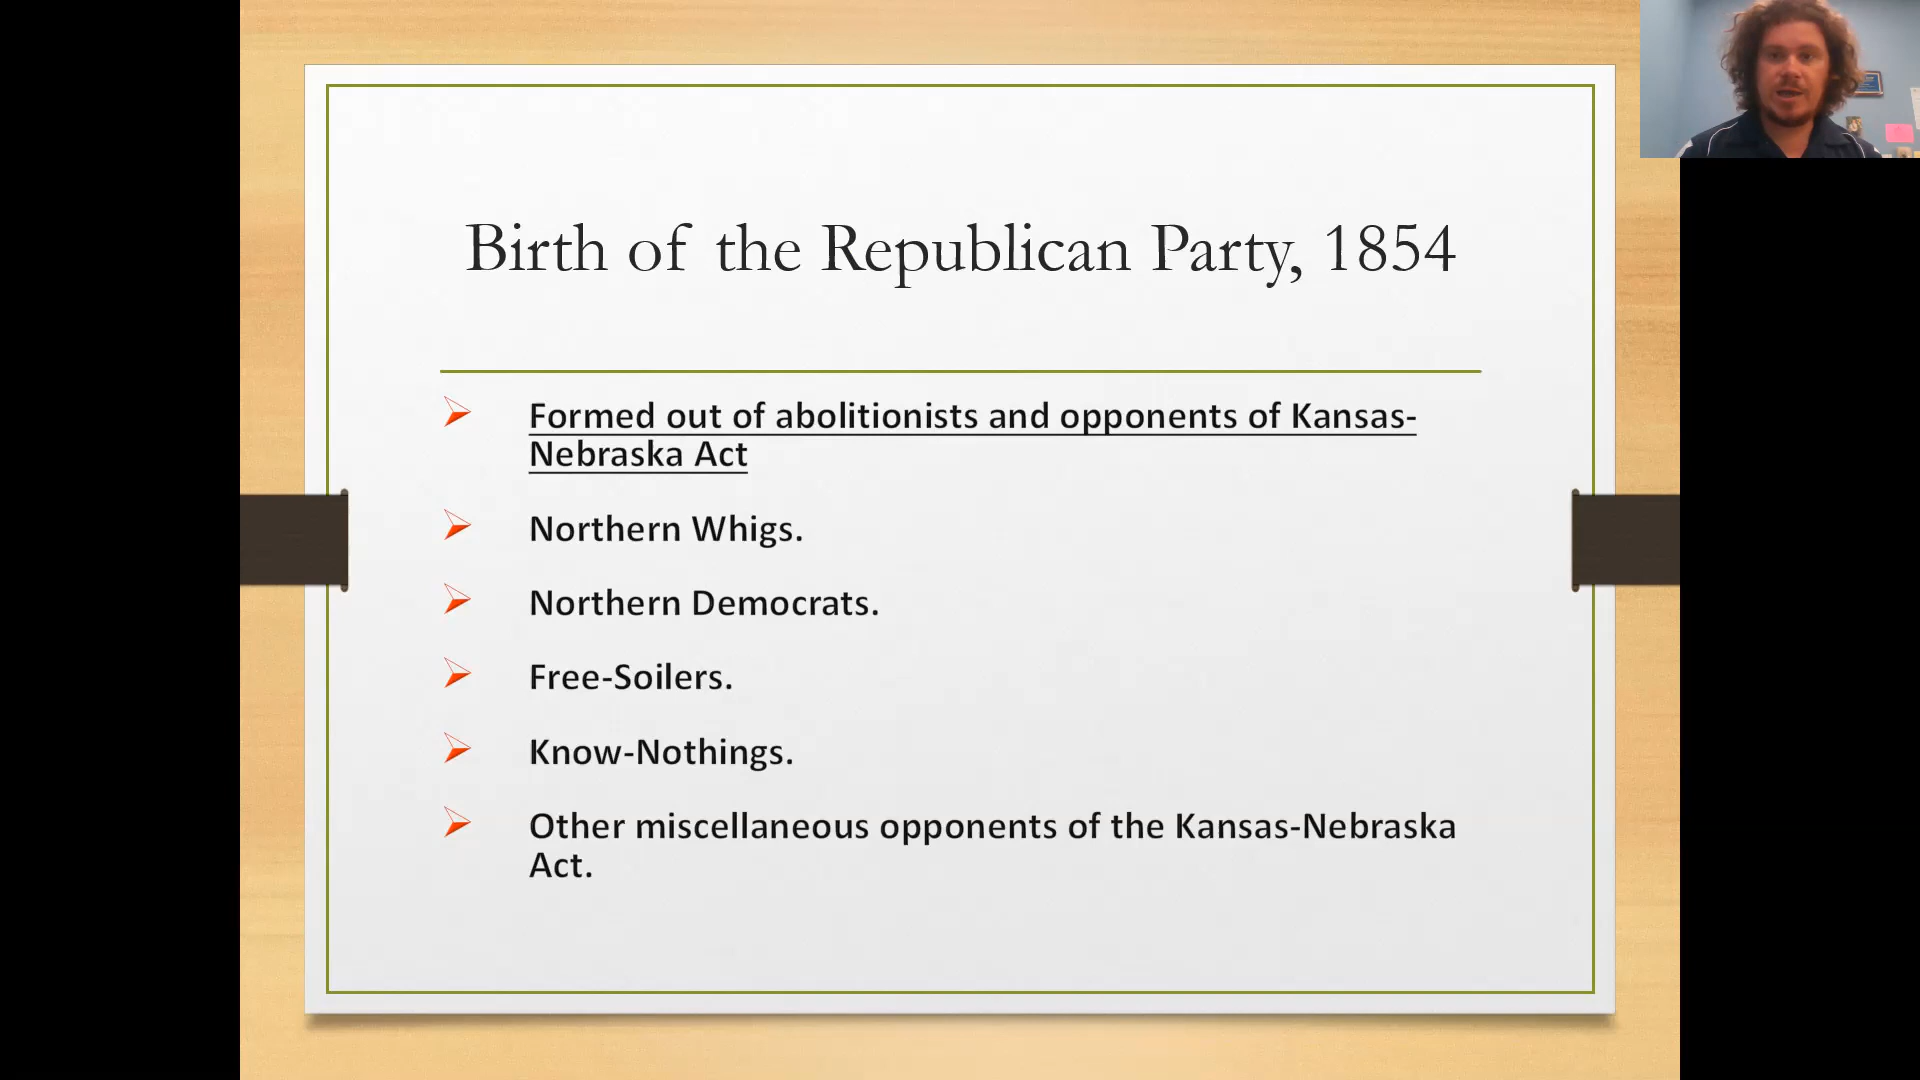 Birth of the Republican Party, 1854
Formed out of abolitionists and opponents of Kansas-
Nebraska Act
Northern Whigs.
Northern Democrats.
Free-Soilers.
Know-Nothings.
Other miscellaneous opponents of the Kansas-Nebraska
Act.